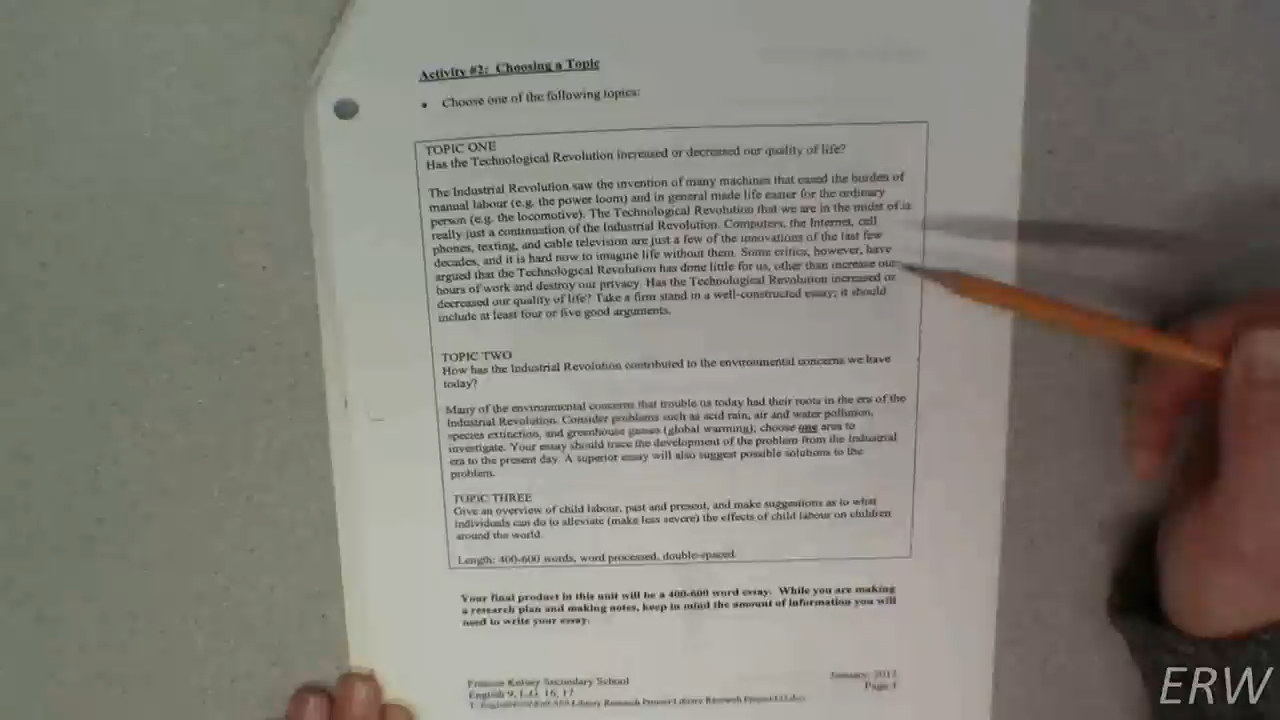 Activity #2: Choosing a Topic
• Choose one of the following topics:
TOPIC ONE
Has the Technological Revolution increased or decreased our quality of life?
The Industrial Revolution saw the invention of many machines that eased the burden of
manual labour (e.g. the power loom) and in general made life easier for the ordinary
person (e.g. the locomotive). The Technological Revolution that we are in the midst of is
really just a continuation of the Industrial Revolution. Computers, the Internet, cell
phones, texting, and cable television are just a few of the innovations of the last few
decades, and it is hard now to imagine life without them. Some critics, however, have
argued that the Technological Revolution has done little for us, other than increase our
hours of work and destroy our privacy. Has the Technological Revolution increased or
decreased our quality of life? Take a firm stand in a well-constructed essay; it should
include at least four or five good arguments.
TOPIC TWO
How has the Industrial Revolution contributed to the environmental concerns we have
today?
Many of the environmental concerns that trouble us today had their roots in the era of the
Industrial Revolution. Consider problems such as acid rain, air and water pollution,
species extinction, and greenhouse gasses (global warming); choose one area to
investigate. Your essay should trace the development of the problem from the Industrial
era to the present day. A superior essay will also suggest possible solutions to the
problem.
TOPIC THREE
Give an overview of child labour, past and present, and make suggestions as to what
individuals can do to alleviate (make less severe) the effects of child labour on children
around the world.
Length: 400-600 words, word processed, double-spaced.
Your final product in this unit will be a 400-600 word essay. While you are making
a research plan and making notes, keep in mind the amount of information you will
need to write your essay.
Frances Kelsey Secondary School
English 9, L.G. 16, 17
January, 2012
Page 1
Library Research Project
ERW